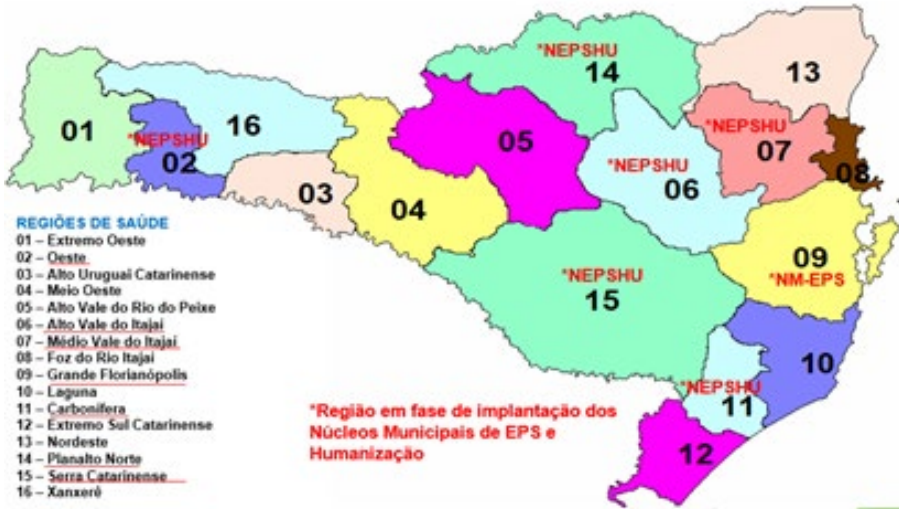 *NEPSHU
14
13
01
16
*NEPSHU
02
05
*NEPSHU
07
08
*NEPSHU
06
03
04
09
*NM-EPS
*NEPSHU
15
10
*NEPSHU
11
12
REGIÕES DE SAÚDE
01 – Extremo Oeste
02 – Oeste
03 – Alto Uruguai Catarinense
04 – Meio Oeste
05 – Alto Vale do Rio do Peixe
06 – Alto Vale do Itajaí
07 – Médio Vale do Itajaí
08 – Foz do Rio Itajaí
09 – Grande Florianópolis
10 – Laguna
11 – Carbonífera
12 – Extremo Sul Catarinense
13 – Nordeste
14 – Planalto Norte
15 – Serra Catarinense
16 – Xanxerê
*Região em fase de implantação dos
Núcleos Municipais de EPS e
Humanização